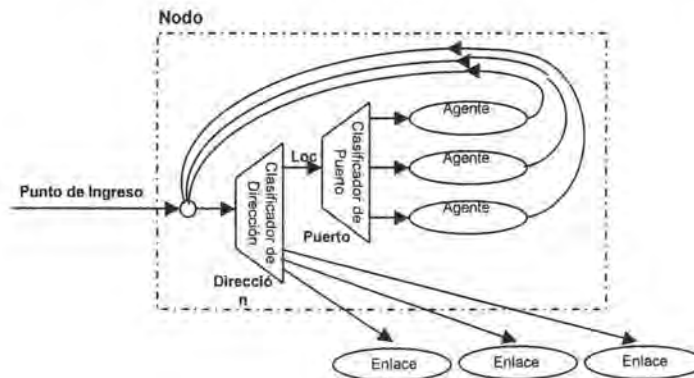 Nodo
Agente
Loc
Clasificador de
Puerto
Clasificador de
Dirección
Agente
Punto de Ingreso
Agente
Puerto
Direcció
n
Enlace
Enlace
Enlace